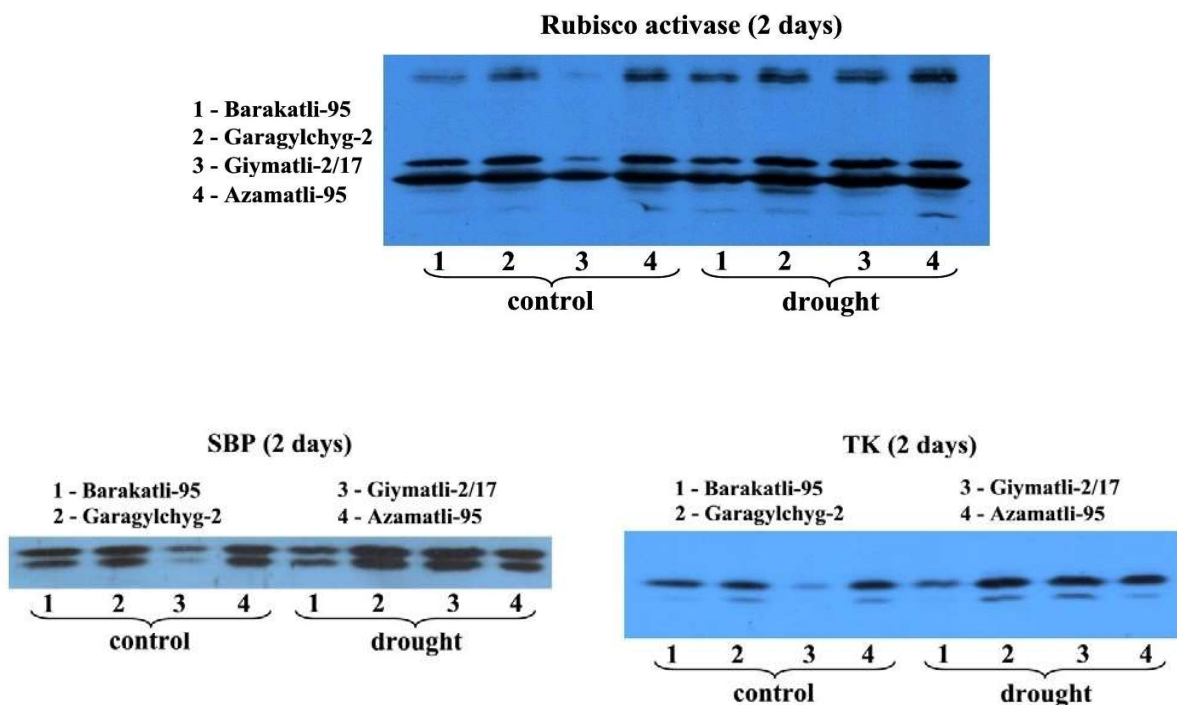 Rubisco activase (2 days)
1 - Barakatli-95
2 - Garagylchyg-2
3 - Giymatli-2/17
4 - Azamatli-95
1 2 3 4 1 2 3 4
control drought
SBP (2 days)
1 - Barakatli-95 3 - Giymatli-2/17
2 - Garagylchyg-2 4 - Azamatli-95
1 2 3 4 1 2 3 4
control drought
TK (2 days)
1 - Barakatli-95 3 - Giymatli-2/17
2 - Garagylchyg-2 4 - Azamatli-95
1 2 3 4 1 2 3 4
control drought